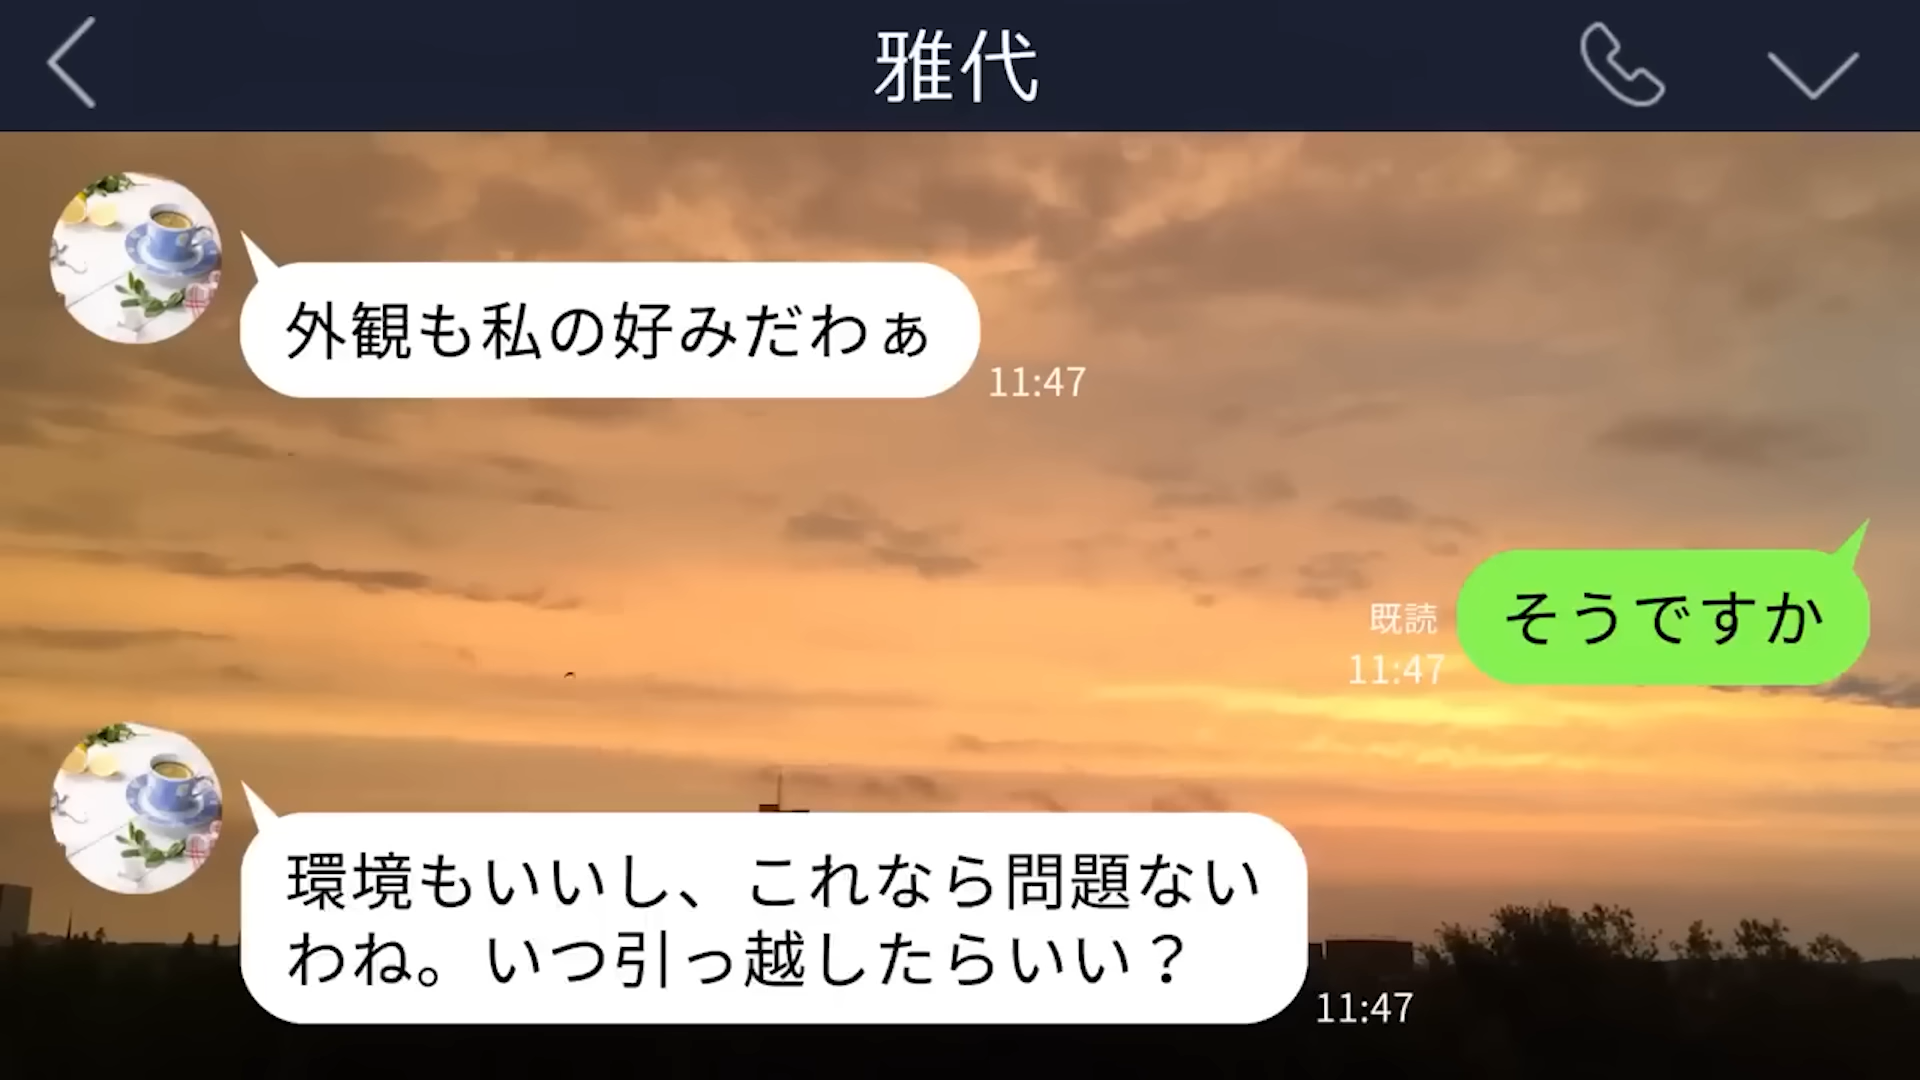 雅代
外観も私の好みだわぁ
11:47
そうですか
既読
11:47
環境もいいし、これなら問題ない
わね。いつ引っ越したらいい？
11:47